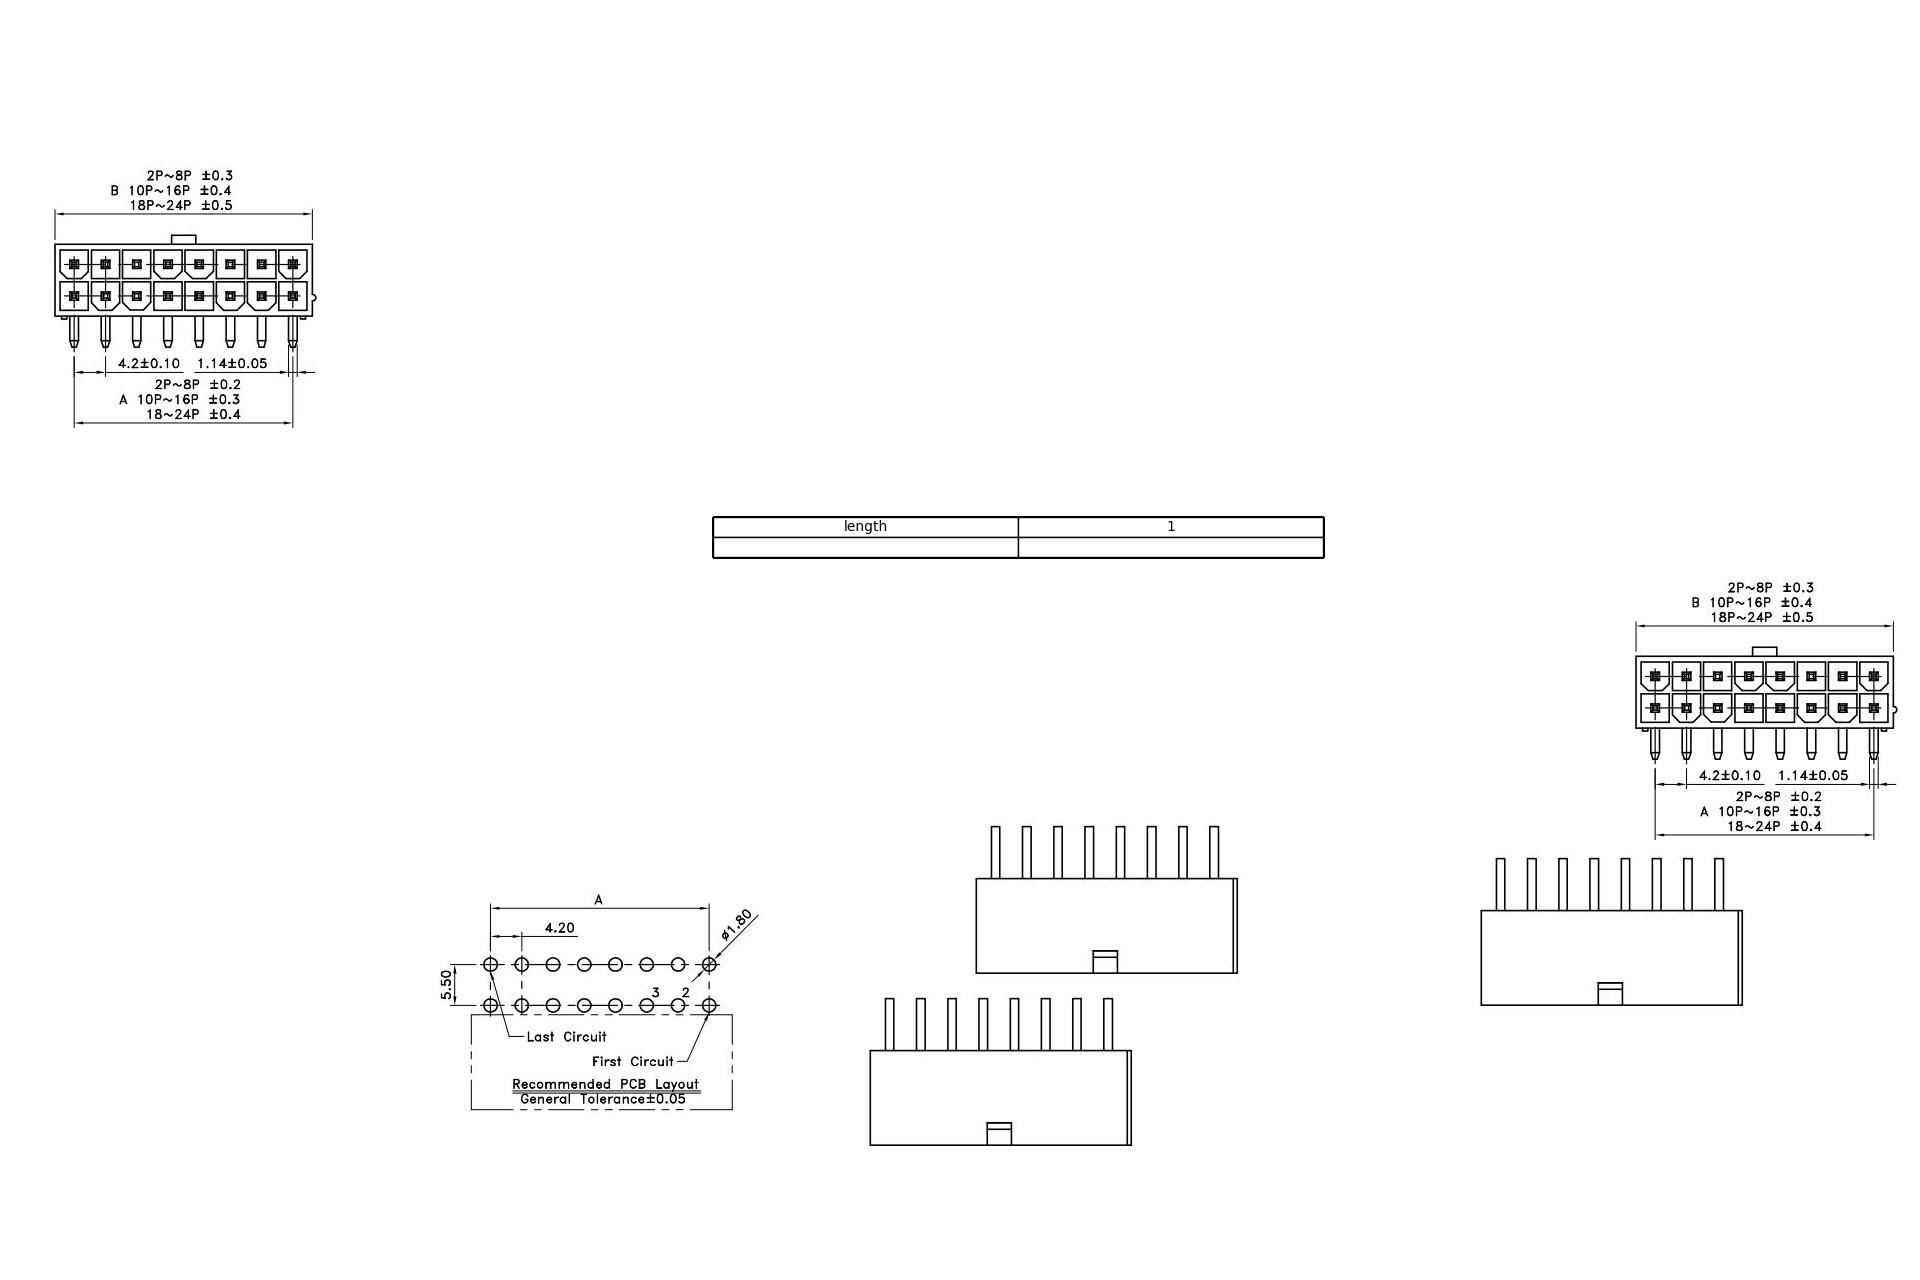 2P~8P ±0.3
B 10P~16P ±0.4
18P~24P ±0.5
4.2±0.10 1.14±0.05
2P~8P ±0.2
A 10P~16P ±0.3
18~24P ±0.4
length 1
2P~8P ±0.3
B 10P~16P ±0.4
18P~24P ±0.5
4.2±0.10 1.14±0.05
2P~8P ±0.2
A 10P~16P ±0.3
18~24P ±0.4
A
4.20
ø1.80
5.50
3 2
Last Circuit
First Circuit
Recommended PCB Layout
General Tolerance±0.05